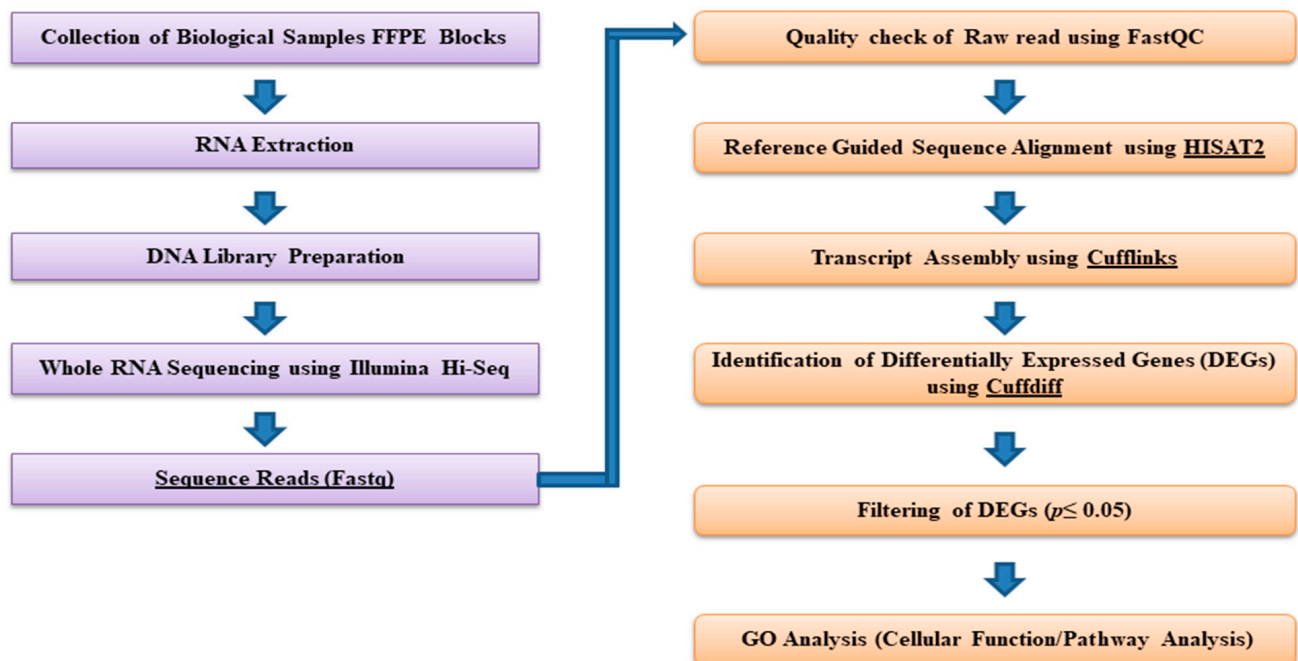 Collection of Biological Samples FFPE Blocks
RNA Extraction
DNA Library Preparation
Whole RNA Sequencing using Illumina Hi-Seq
Sequence Reads (Fastq)
Quality check of Raw read using FastQC
Reference Guided Sequence Alignment using HISAT2
Transcript Assembly using Cufflinks
Identification of Differentially Expressed Genes (DEGs)
using Cuffdiff
Filtering of DEGs (p≤ 0.05)
GO Analysis (Cellular Function/Pathway Analysis)